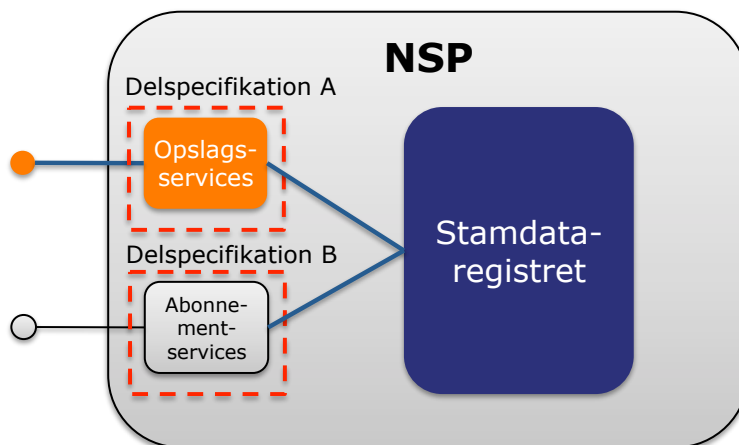 NSP
Delspecifikation A
Opslags-
services
Stamdata-
registret
Delspecifikation B
Abonne-
ment-
services